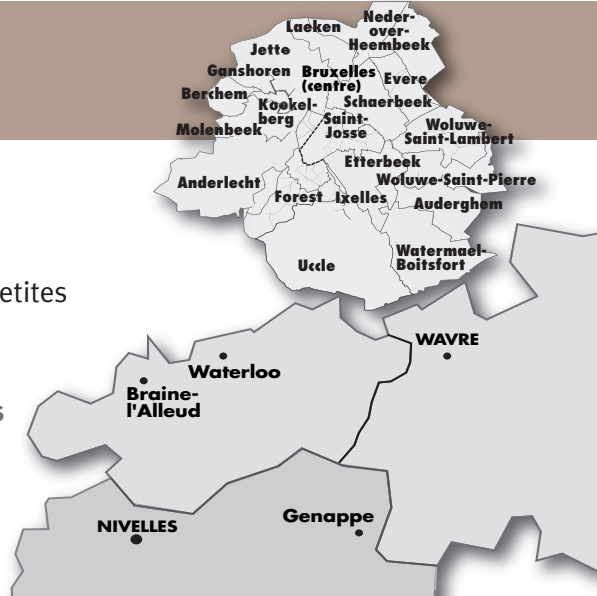 Neder-
over-
Heembeek
Laeken
Jette
Ganshoren
Bruxelles
(centre)
Evere
Berchem
Koekel-
berg
Schaerbeek
Molenbeek
Saint-
Josse
Woluwe-
Saint-Lambert
Etterbeek
Woluwe-Saint-Pierre
Anderlecht
Forest
Ixelles
Auderghem
Uccle
Watermael-
Boitsfort
etites
WAVRE
Waterloo
Braine-
l'Alleud
s
Genappe
NIVELLES